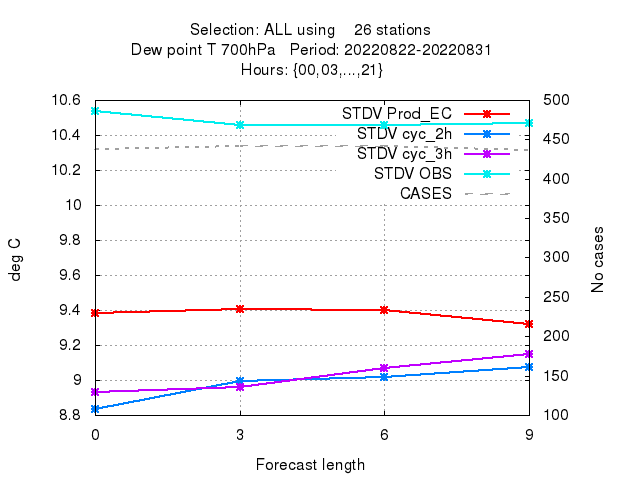 Selection: ALL using 26 stations
Dew point T 700hPa Period: 20220822-20220831
Hours: {00,03,...,21}
10.6
10.4
10.2
10
9.8
9.6
9.4
9.2
9
8.8
500
450
400
350
300
250
200
150
100
deg C
No cases
STDV Prod_EC
STDV cyc_2h
STDV cyc_3h
STDV OBS
CASES
0 3 6 9
Forecast length